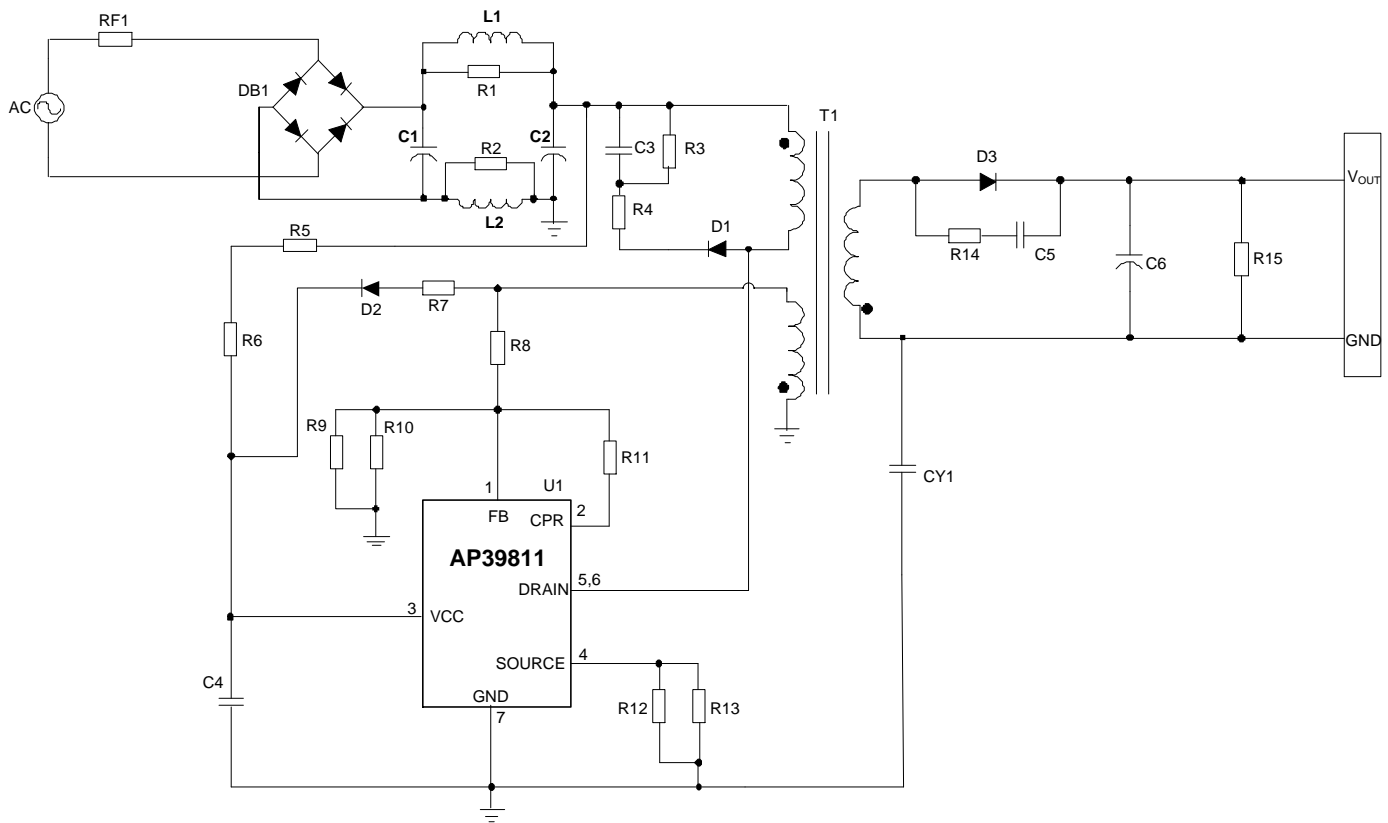 RF1
L1
AC
DB1
R1
C1
C2
R2
L2
C3
R3
R4
T1
D1
D3
R14
C5
C6
R15
VOUT
GND
R5
R6
D2
R7
R8
R9
R10
R11
U1
1
FB
CPR
2
AP39811
DRAIN
5,6
3
VCC
SOURCE
4
GND
7
C4
R12
R13
CY1